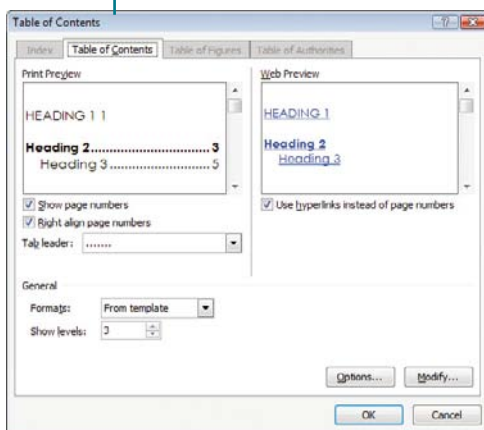 Table of Contents
Index Table of Contents Table of Figures Table of Authorities
Print Preview
HEADING 1 1
Heading 2.............................. 3
Heading 3......................... 5
Web Preview
HEADING 1
Heading 2
Heading 3
Show page numbers
Right align page numbers
Tab leader: .......
Use hyperlinks instead of page numbers
General
Formats: From template
Show levels: 3
Options... Modify...
OK Cancel